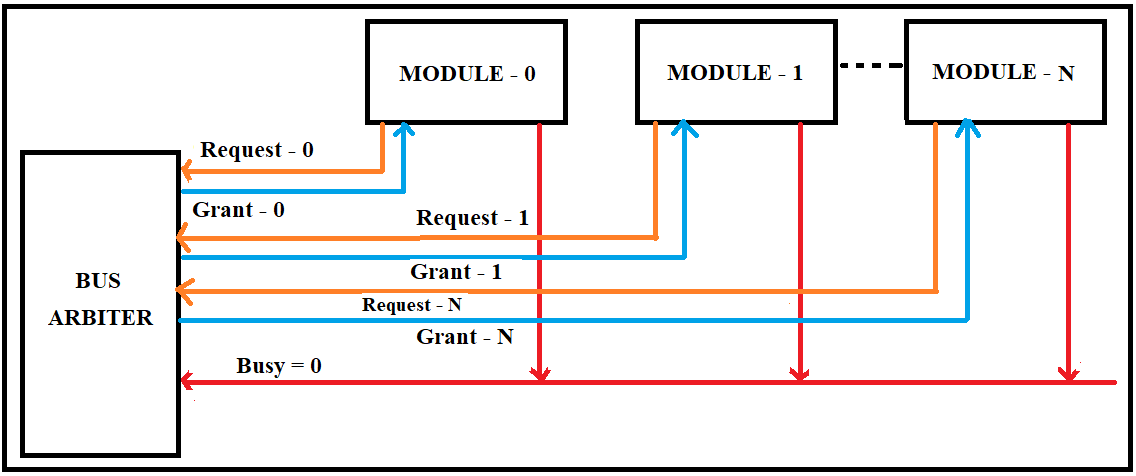 MODULE - 0
MODULE - 1
MODULE - N
Request - 0
Grant - 0
Request - 1
Grant - 1
BUS
ARBITER
Request - N
Grant - N
Busy = 0